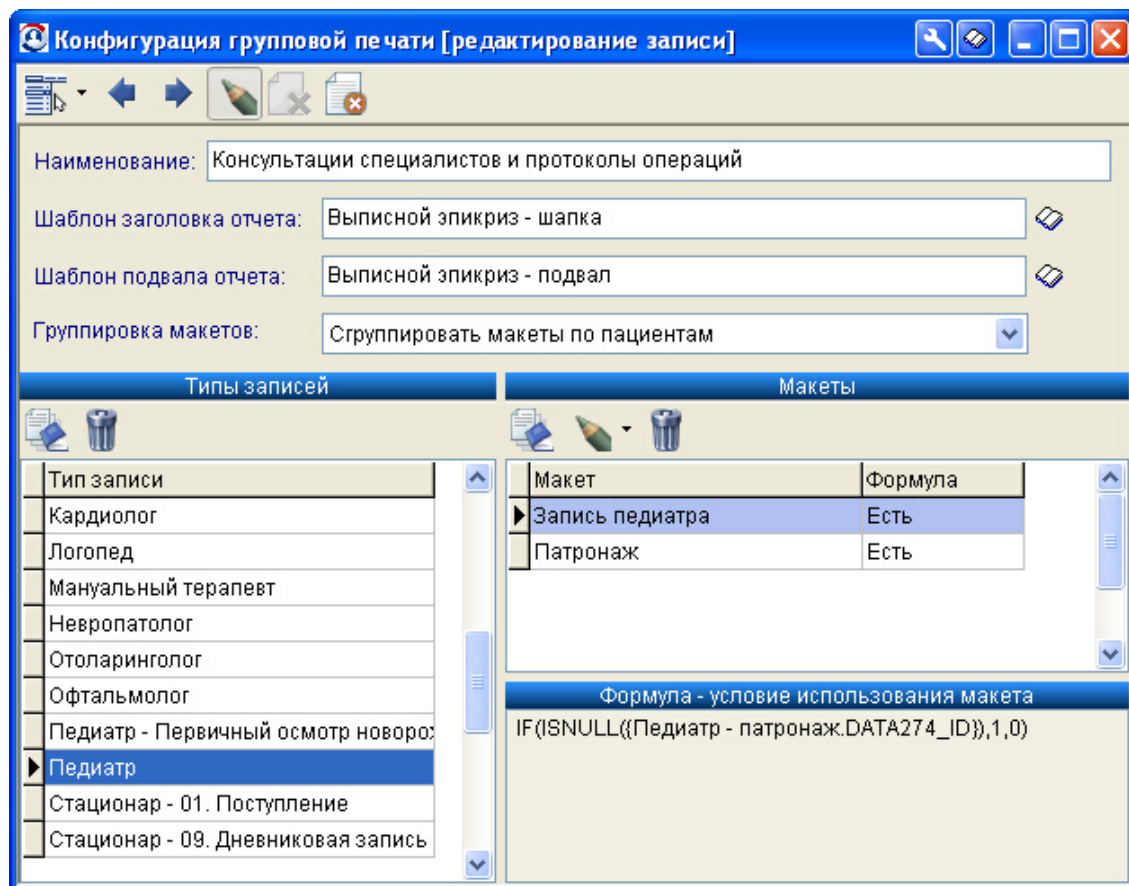 Конфигурация групповой печати [редактирование записи]
Наименование: Консультации специалистов и протоколы операций
Шаблон заголовка отчета: Выписной эпикриз - шапка
Шаблон подвала отчета: Выписной эпикриз - подвал
Группировка макетов: Сгруппировать макеты по пациентам
Типы записей
Макеты
Тип записи
Кардиолог
Логопед
Мануальный терапевт
Невропатолог
Отоларинголог
Офтальмолог
Педиатр - Первичный осмотр новоро
Педиатр
Стационар - 01. Поступление
Стационар - 09. Дневниковая запись
Макет Формула
Запись педиатра Есть
Патронаж Есть
Формула - условие использования макета
IF(ISNULL({Педиатр - патронаж.DATA274_ID}),1,0)